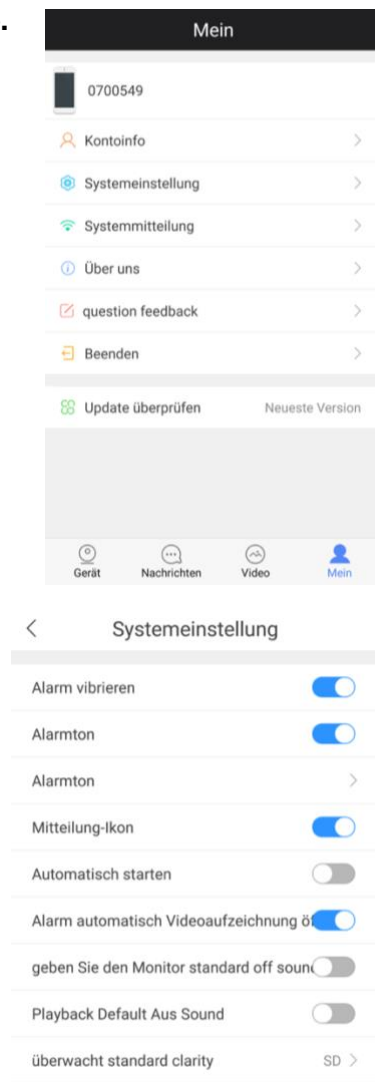 .
Mein
0700549
Kontoinfo
Systemeinstellung
Systemmitteilung
Über uns
question feedback
Beenden
Update überprüfen Neueste Version
Gerät Nachrichten Video Mein
Systemeinstellung
Alarm vibrieren
Alarmton
Alarmton
Mitteilung-Ikon
Automatisch starten
Alarm automatisch Videoaufzeichnung öf
geben Sie den Monitor standard off soun
Playback Default Aus Sound
überwacht standard clarity SD